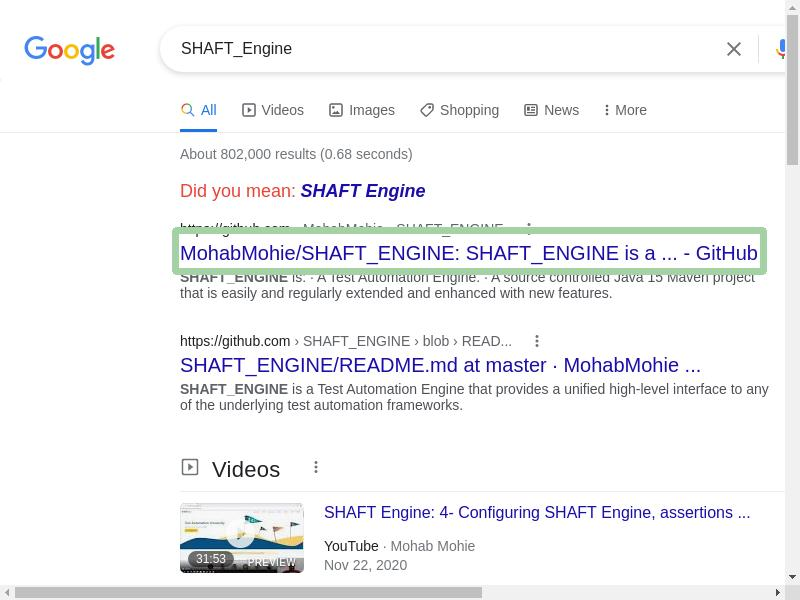 Google
SHAFT_Engine
All Videos Images Shopping News More
About 802,000 results (0.68 seconds)
Did you mean: SHAFT Engine
https://github.com › MohabMohie › SHAFT_ENGINE
MohabMohie/SHAFT_ENGINE: SHAFT_ENGINE is a ... - GitHub
SHAFT_ENGINE is: · A Test Automation Engine. · A source controlled Java 15 Maven project
that is easily and regularly extended and enhanced with new features.
https://github.com › SHAFT_ENGINE › blob › READ...
SHAFT_ENGINE/README.md at master · MohabMohie ...
SHAFT_ENGINE is a Test Automation Engine that provides a unified high-level interface to any
of the underlying test automation frameworks.
Videos
SHAFT Engine: 4- Configuring SHAFT Engine, assertions ...
31:53
PREVIEW
YouTube · Mohab Mohie
Nov 22, 2020